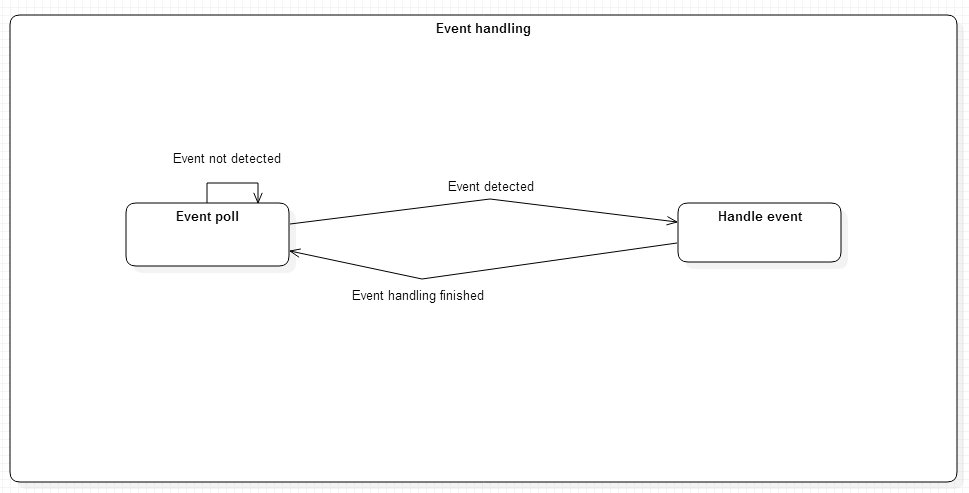 Event handling
Event not detected
Event detected
Event poll
Handle event
Event handling finished